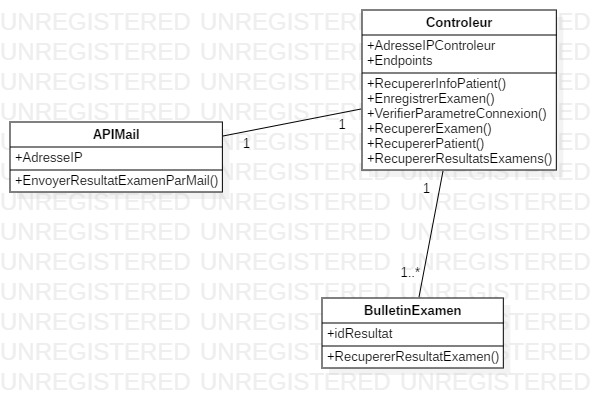 UNREGISTERED UNREGISTERED UNREGISTERED
Controleur
+AdresseIPControleur
+Endpoints
+RecupererInfoPatient()
+EnregistrerExamen()
+VerifierParametreConnexion()
+RecupererExamen()
+RecupererPatient()
+RecupererResultatsExamens()
1
APIMail
+AdresseIP
+EnvoyerResultatExamenParMail()
1
1
1..*
BulletinExamen
+idResultat
+RecupererResultatExamen()